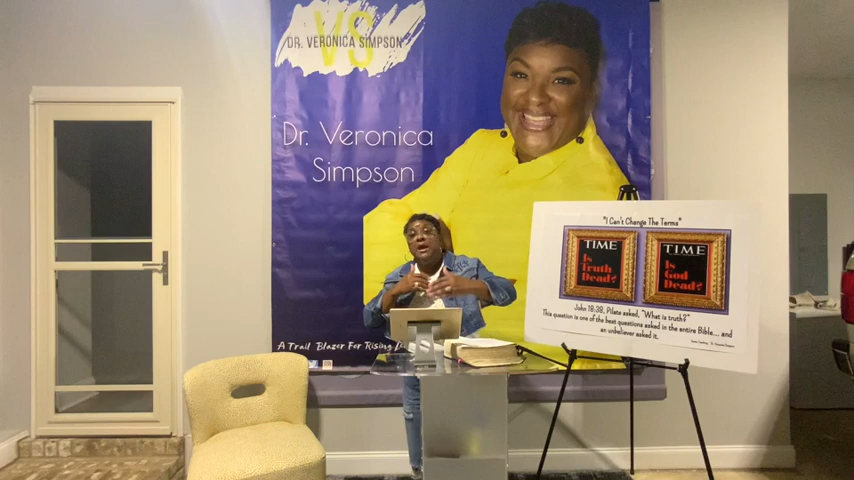 VS
DR. VERONICA SIMPSON
Dr. Veronica
Simpson
A Trail Blazer For Rising
"I Can't Change The Terms"
TIME
Is
Truth
Dead?
TIME
Is
God
Dead?
John 18:38, Pilate asked, "What is truth?"
This question is one of the best questions asked in the entire Bible... and
an unbeliever asked it.